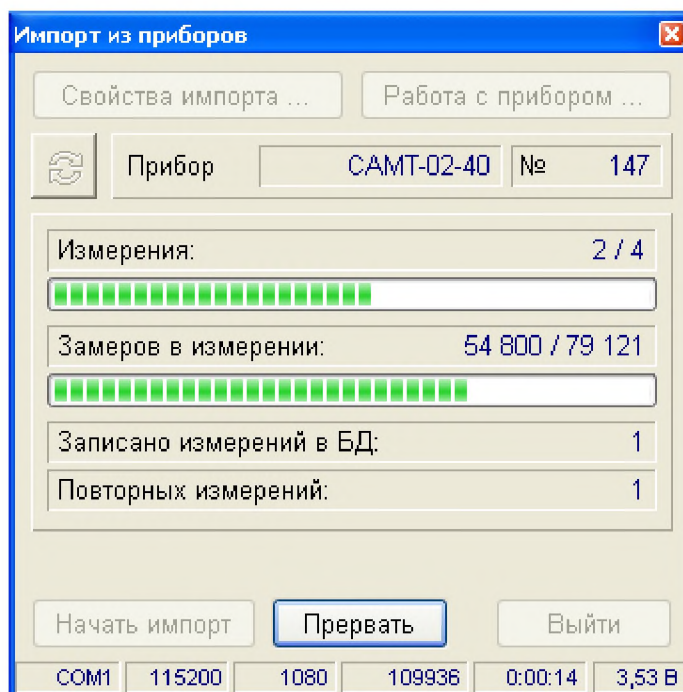 Импорт из приборов
Свойства импорта ... Работа с прибором ...
Прибор САМТ-02-40 № 147
Измерения: 2 / 4
Замеров в измерении: 54 800 / 79 121
Записано измерений в БД: 1
Повторных измерений: 1
Начать импорт Прервать Выйти
COM1 115200 1080 109936 0:00:14 3,53 В